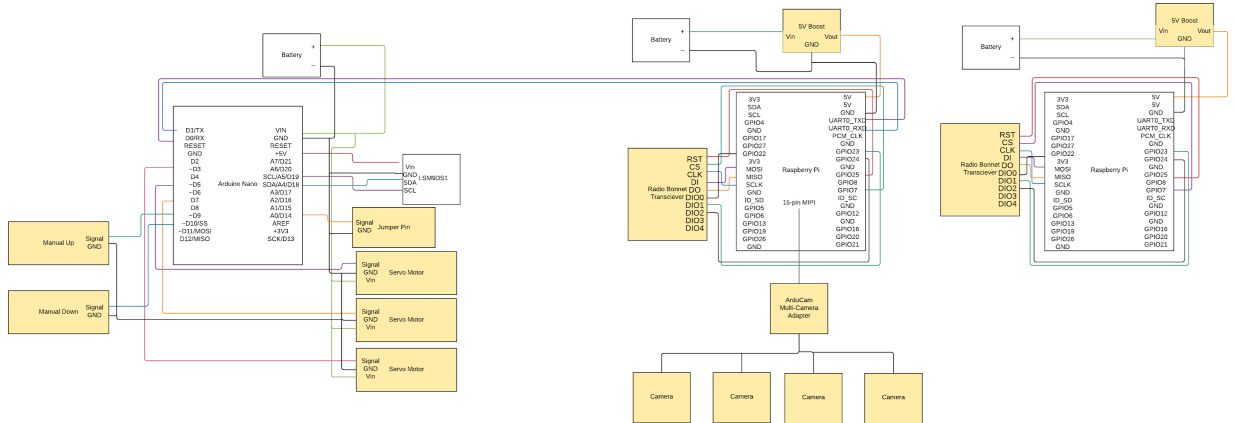 Battery
+
–
D1/TX
D0/RX
RESET
GND
D2
~D3
D4
~D5
~D6
D7
D8
~D9
~D10/SS
~D11/MOSI
D12/MISO
Arduino Nano
VIN
GND
RESET
+5V
A7/D21
A6/D20
SCL/A5/D19
SDA/A4/D18
A3/D17
A2/D16
A1/D15
A0/D14
AREF
+3V3
SCK/D13
Vin
GND
SDA
SCL
LSM9DS1
Signal
GND
Jumper Pin
Manual Up
Signal
GND
Manual Down
Signal
GND
Signal
GND
Vin
Servo Motor
Signal
GND
Vin
Servo Motor
Signal
GND
Vin
Servo Motor
Battery
+
–
5V Boost
Vin
Vout
GND
RST
CS
CLK
DI
DO
DIO0
DIO1
DIO2
DIO3
DIO4
Radio Bonnet
Transciever
3V3
SDA
SCL
GPIO4
GND
GPIO17
GPIO27
GPIO22
3V3
MOSI
MISO
SCLK
GND
ID_SD
GPIO5
GPIO6
GPIO13
GPIO19
GPIO26
GND
Raspberry Pi
15-pin MIPI
5V
5V
GND
UART0_TXD
UART0_RXD
PCM_CLK
GND
GPIO23
GPIO24
GND
GPIO25
GPIO8
GPIO7
ID_SC
GND
GPIO12
GND
GPIO16
GPIO20
GPIO21
ArduCam
Multi-Camera
Adapter
Camera
Camera
Camera
Camera
Battery
+
–
5V Boost
Vin
Vout
GND
RST
CS
CLK
DI
DO
DIO0
DIO1
DIO2
DIO3
DIO4
Radio Bonnet
Transciever
3V3
SDA
SCL
GPIO4
GND
GPIO17
GPIO27
GPIO22
3V3
MOSI
MISO
SCLK
GND
ID_SD
GPIO5
GPIO6
GPIO13
GPIO19
GPIO26
GND
Raspberry Pi
5V
5V
GND
UART0_TXD
UART0_RXD
PCM_CLK
GND
GPIO23
GPIO24
GND
GPIO25
GPIO8
GPIO7
ID_SC
GND
GPIO12
GND
GPIO16
GPIO20
GPIO21